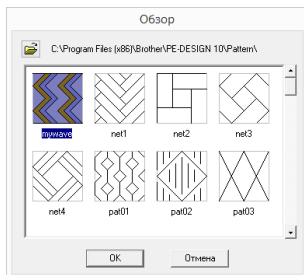 Обзор
C:\Program Files (x86)\Brother\PE-DESIGN 10\Pattern\
mywave net1 net2 net3
net4 pat01 pat02 pat03
OK Отмена